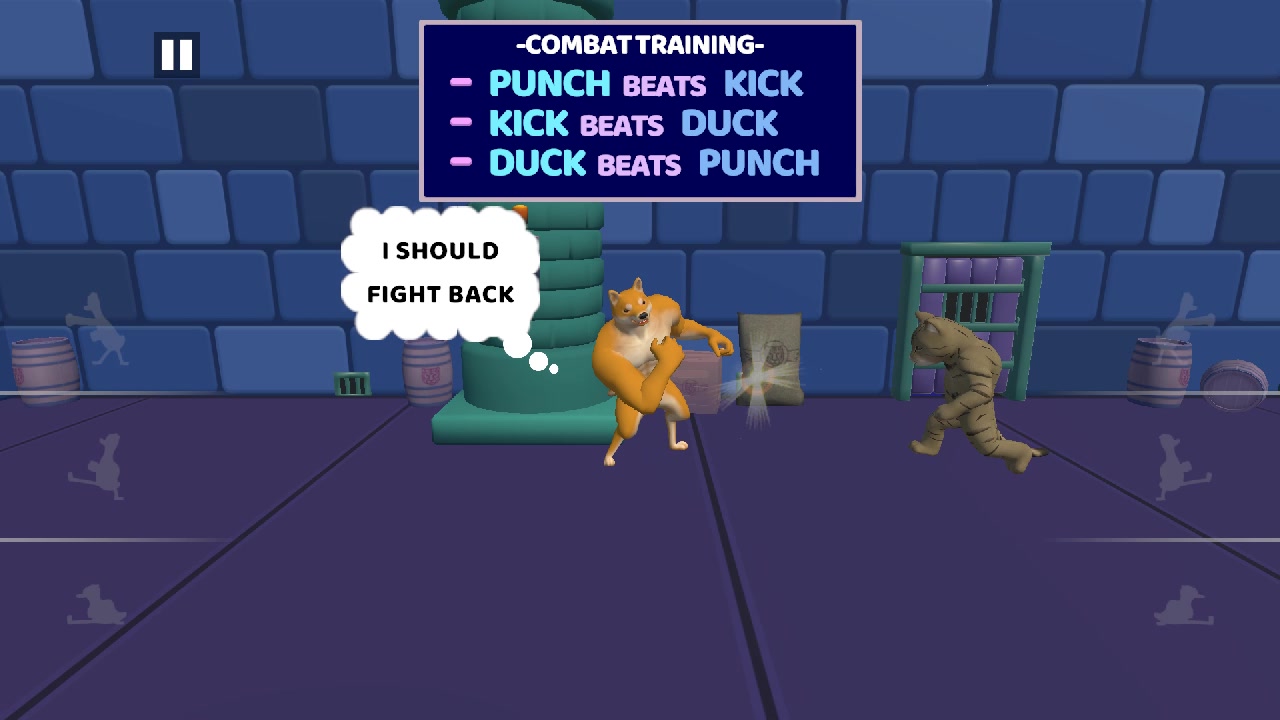 -COMBAT TRAINING-
- PUNCH BEATS KICK
- KICK BEATS DUCK
- DUCK BEATS PUNCH
I SHOULD
FIGHT BACK